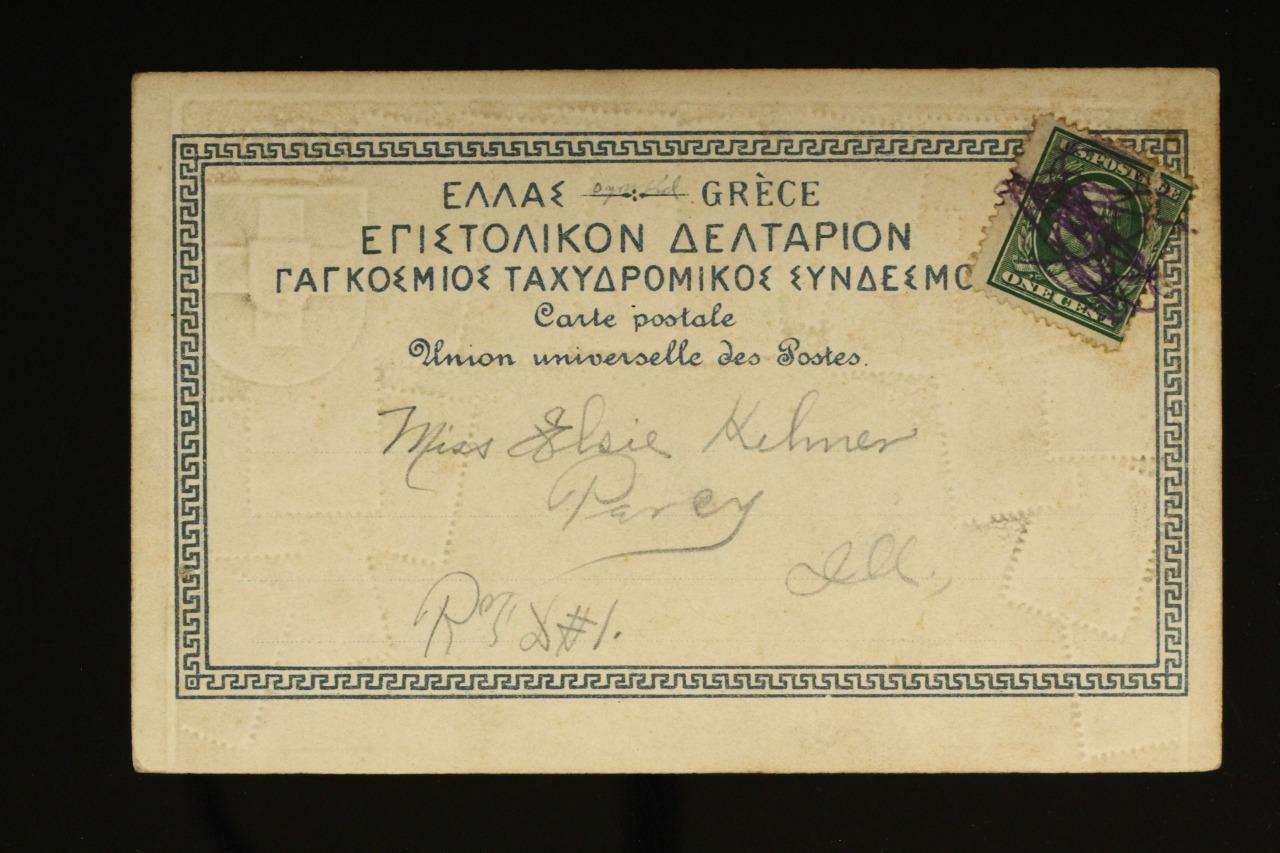 ΕΛΛΑΣ GRÈCE
ΕΓΙΣΤΟΛΙΚΟΝ ΔΕΛΤΑΡΙΟΝ
ΓΑΓΚΟΣΜΙΟΣ ΤΑΧΥΔΡΟΜΙΚΟΣ ΣΥΝΔΕΣΜΟ
Carte postale
Union universelle des Postes.
U.S. POSTAGE
ONE CENT
Miss Elsie Kelmer
Percy
Ill.,
R F D #1.